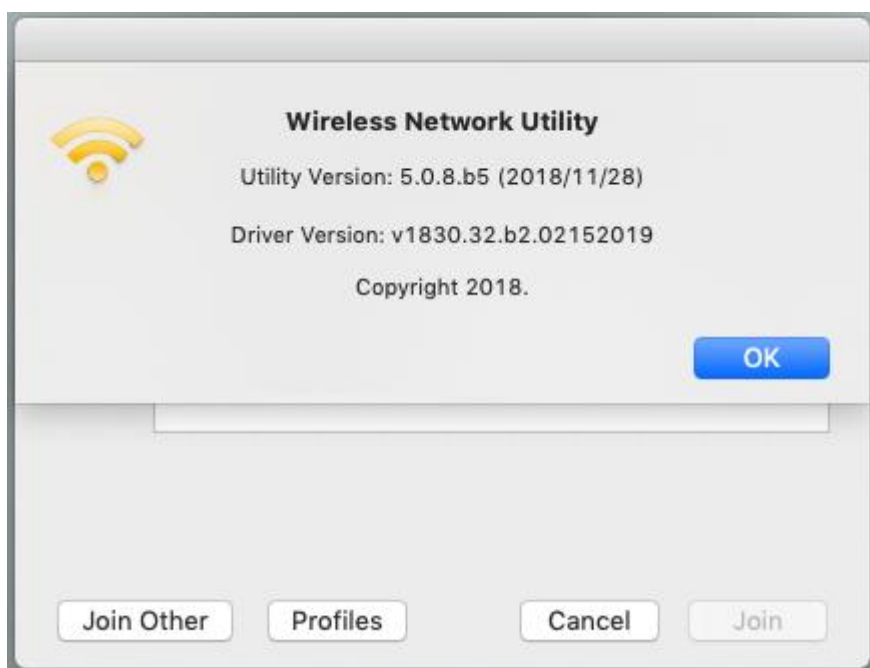 Wireless Network Utility
Utility Version: 5.0.8.b5 (2018/11/28)
Driver Version: v1830.32.b2.02152019
Copyright 2018.
OK
Join Other Profiles Cancel Join